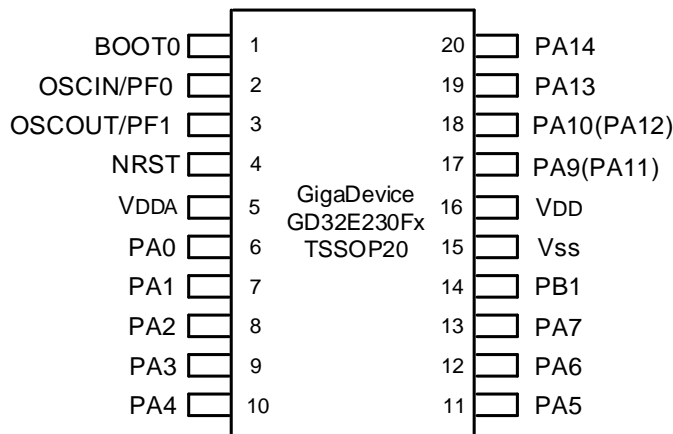 BOOT0 1 20 PA14
OSCIN/PF0 2 19 PA13
OSCOUT/PF1 3 18 PA10(PA12)
NRST 4 17 PA9(PA11)
VDDA 5 GigaDevice 16 VDD
GD32E230Fx
PA0 6 TSSOP20 15 Vss
PA1 7 14 PB1
PA2 8 13 PA7
PA3 9 12 PA6
PA4 10 11 PA5